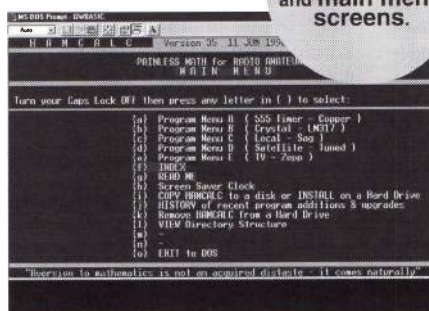 and main menu
screens.
MS-DOS Prompt - GWBASIC
Auto
H A M C A L C Version 35 11 JUN 199
PAINLESS MATH for RADIO AMATEU
M A I N M E N U
Turn your Caps Lock OFF then press any letter in ( ) to select:
(a) Program Menu A ( 555 Timer - Copper )
(b) Program Menu B ( Crystal - LM317 )
(c) Program Menu C ( Local - Sag )
(d) Program Menu D ( Satellite - Tuned )
(e) Program Menu E ( TV - Zepp )
(f) INDEX
(g) READ ME
(h) Screen Saver Clock
(i) COPY HAMCALC to a disk or INSTALL on a Hard Drive
(j) HISTORY of recent program additions & upgrades
(k) Remove HAMCALC from a Hard Drive
(l) VIEW Directory Structure
(m) -
(n) -
(o) EXIT to DOS
"Aversion to mathematics is not an acquired distaste - it comes naturally"